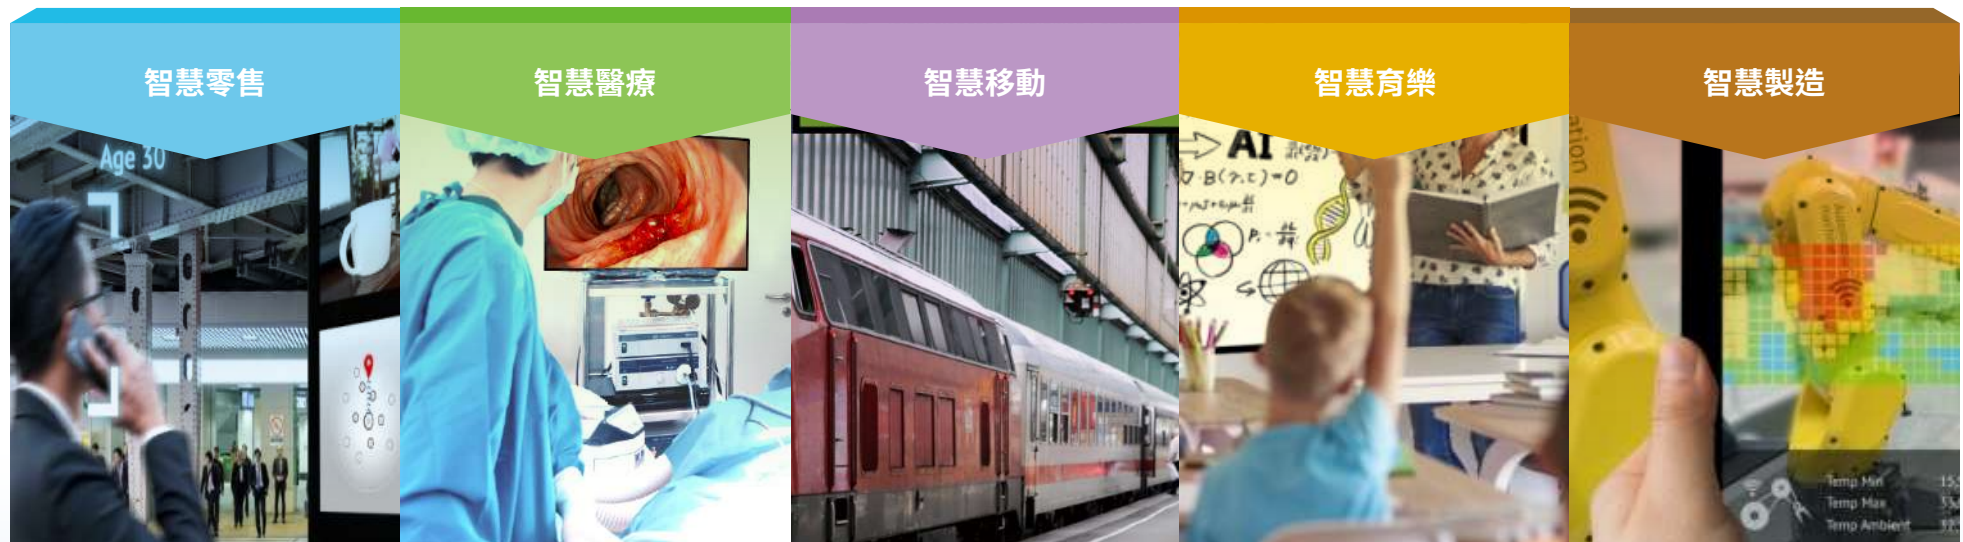 智慧零售
智慧醫療
智慧移動
智慧育樂
智慧製造
Age 30
AI
Temp Min
Temp Max
Temp Ambient